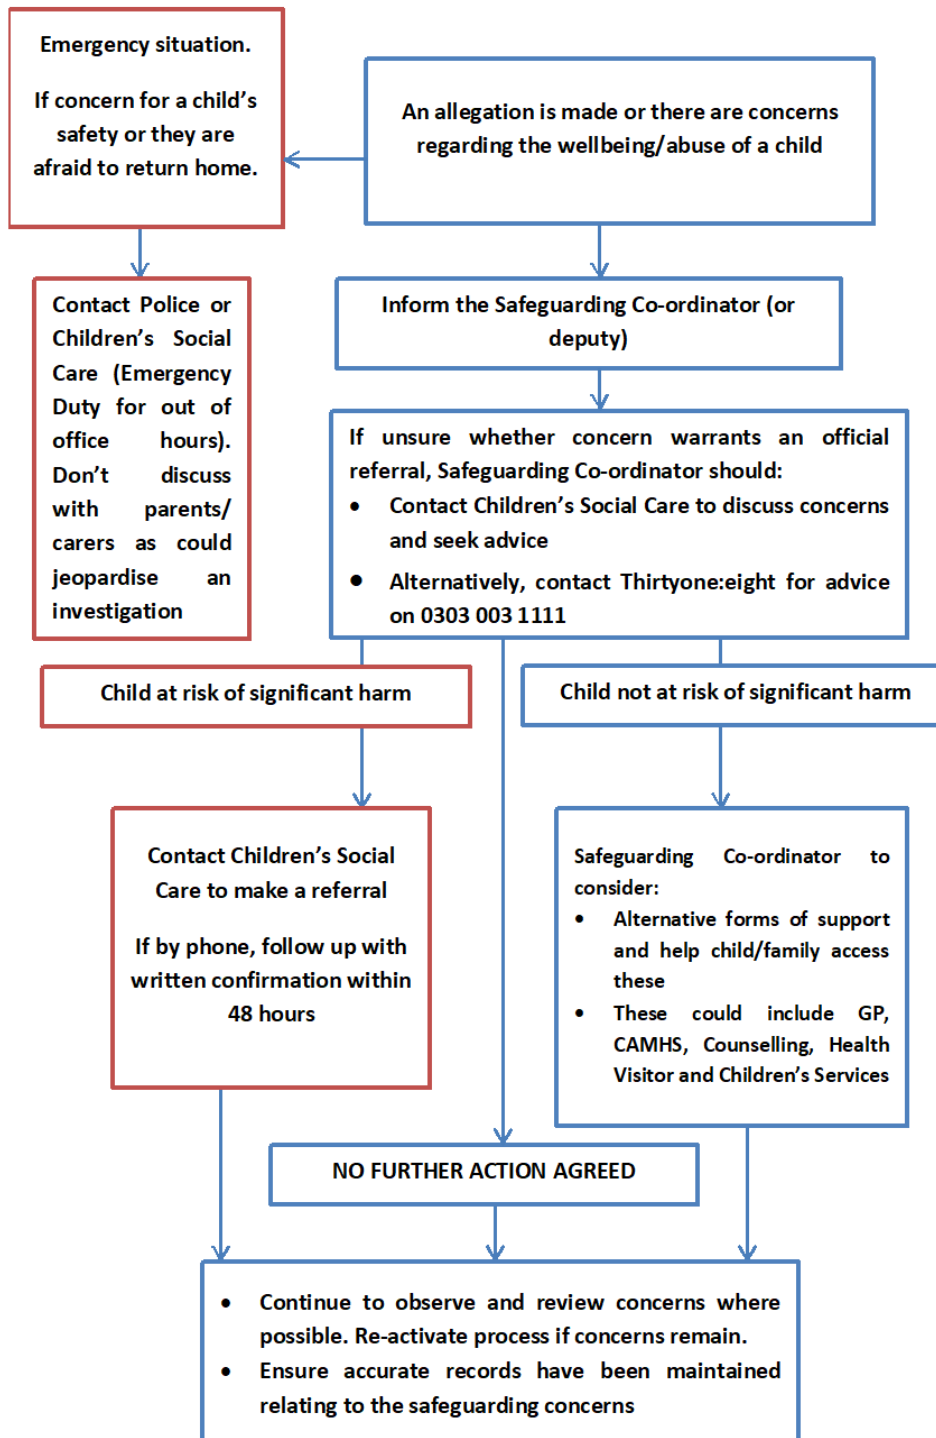 Emergency situation.
If concern for a child’s
safety or they are
afraid to return home.
An allegation is made or there are concerns
regarding the wellbeing/abuse of a child
Contact Police or
Children’s Social
Care (Emergency
Duty for out of
office hours).
Don’t discuss
with parents/
carers as could
jeopardise an
investigation
Inform the Safeguarding Co-ordinator (or
deputy)
If unsure whether concern warrants an official
referral, Safeguarding Co-ordinator should:
• Contact Children’s Social Care to discuss concerns
and seek advice
• Alternatively, contact Thirtyone:eight for advice
on 0303 003 1111
Child at risk of significant harm
Child not at risk of significant harm
Contact Children’s Social
Care to make a referral
If by phone, follow up with
written confirmation within
48 hours
Safeguarding Co-ordinator to
consider:
• Alternative forms of support
and help child/family access
these
• These could include GP,
CAMHS, Counselling, Health
Visitor and Children’s Services
NO FURTHER ACTION AGREED
• Continue to observe and review concerns where
possible. Re-activate process if concerns remain.
• Ensure accurate records have been maintained
relating to the safeguarding concerns